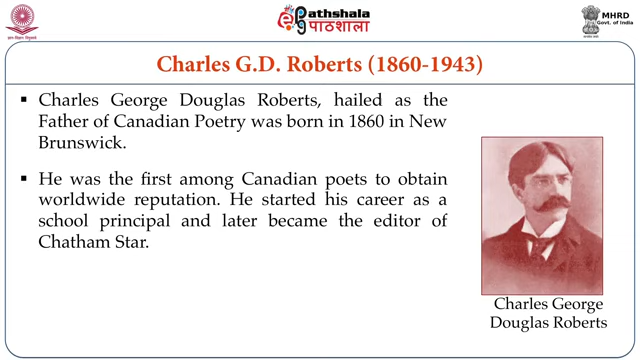 ePathshala
पाठशाला
MHRD
Govt. of India
Charles G.D. Roberts (1860-1943)
▪ Charles George Douglas Roberts, hailed as the
Father of Canadian Poetry was born in 1860 in New
Brunswick.
▪ He was the first among Canadian poets to obtain
worldwide reputation. He started his career as a
school principal and later became the editor of
Chatham Star.
Charles George
Douglas Roberts